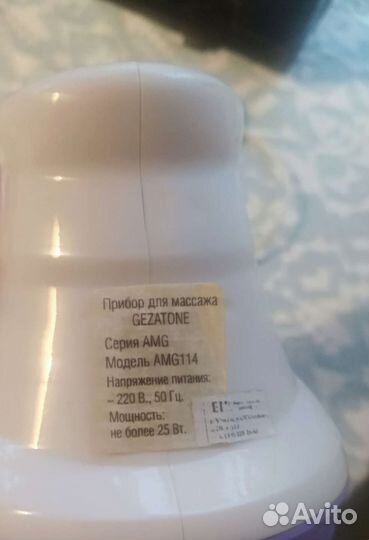 Прибор для массажа
GEZATONE
Серия AMG
Модель AMG114
Напряжение питания:
~ 220 В., 50 Гц.
Мощность:
не более 25 Вт.
Avito